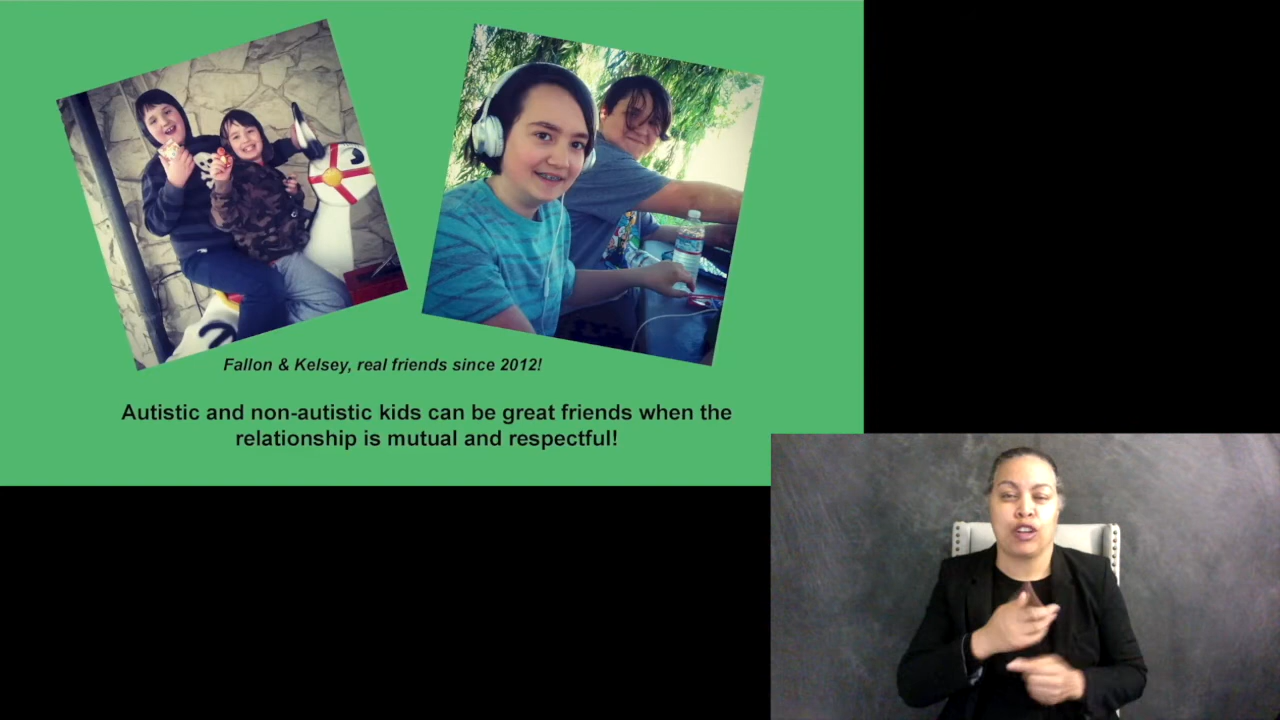 Fallon & Kelsey, real friends since 2012!
Autistic and non-autistic kids can be great friends when the
relationship is mutual and respectful!